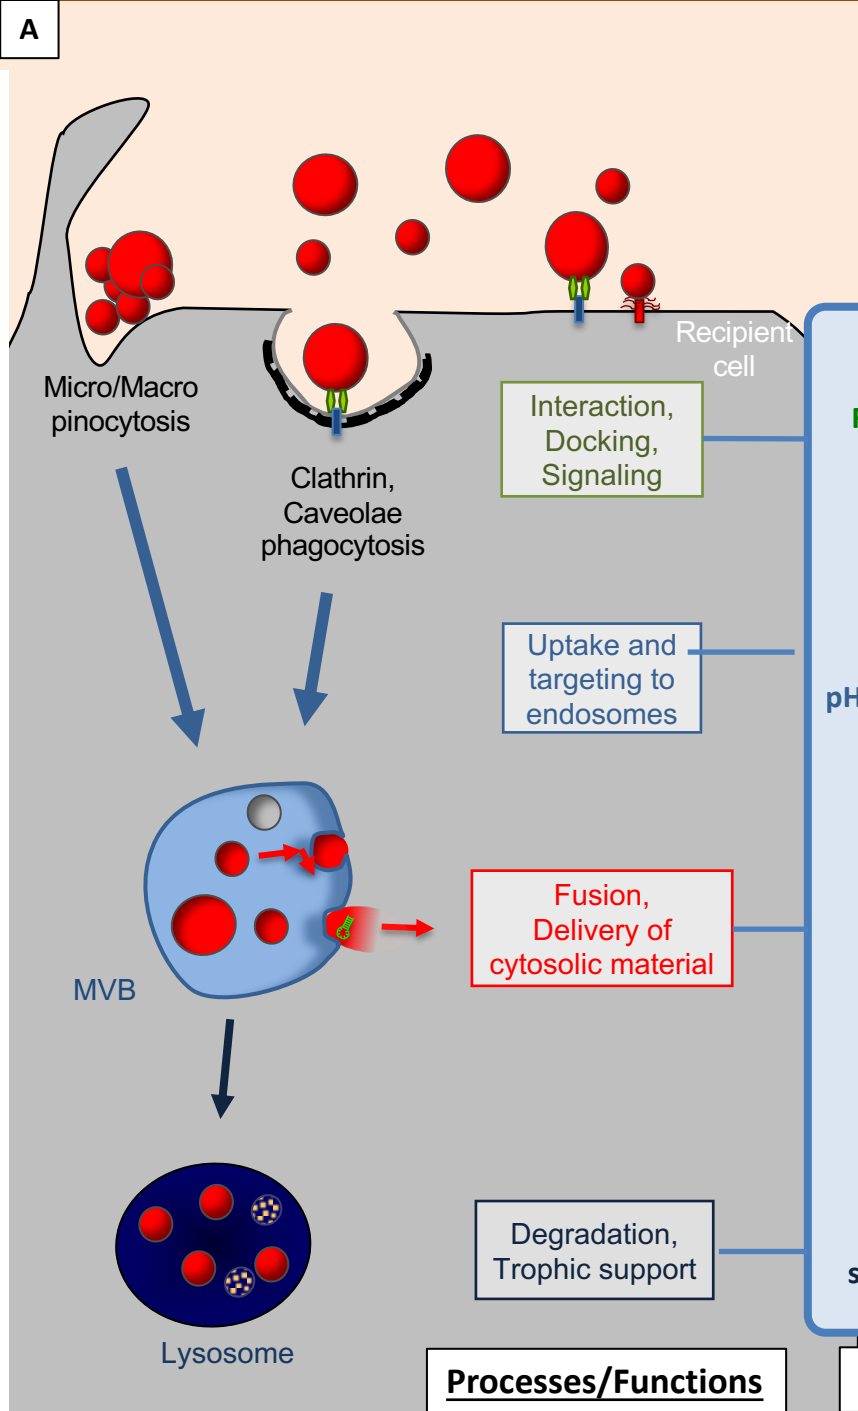 A
Recipient
cell
Micro/Macro
pinocytosis
Clathrin,
Caveolae
phagocytosis
Interaction,
Docking,
Signaling
Uptake and
targeting to
endosomes
pH
Fusion,
Delivery of
cytosolic material
MVB
Degradation,
Trophic support
Lysosome
Processes/Functions